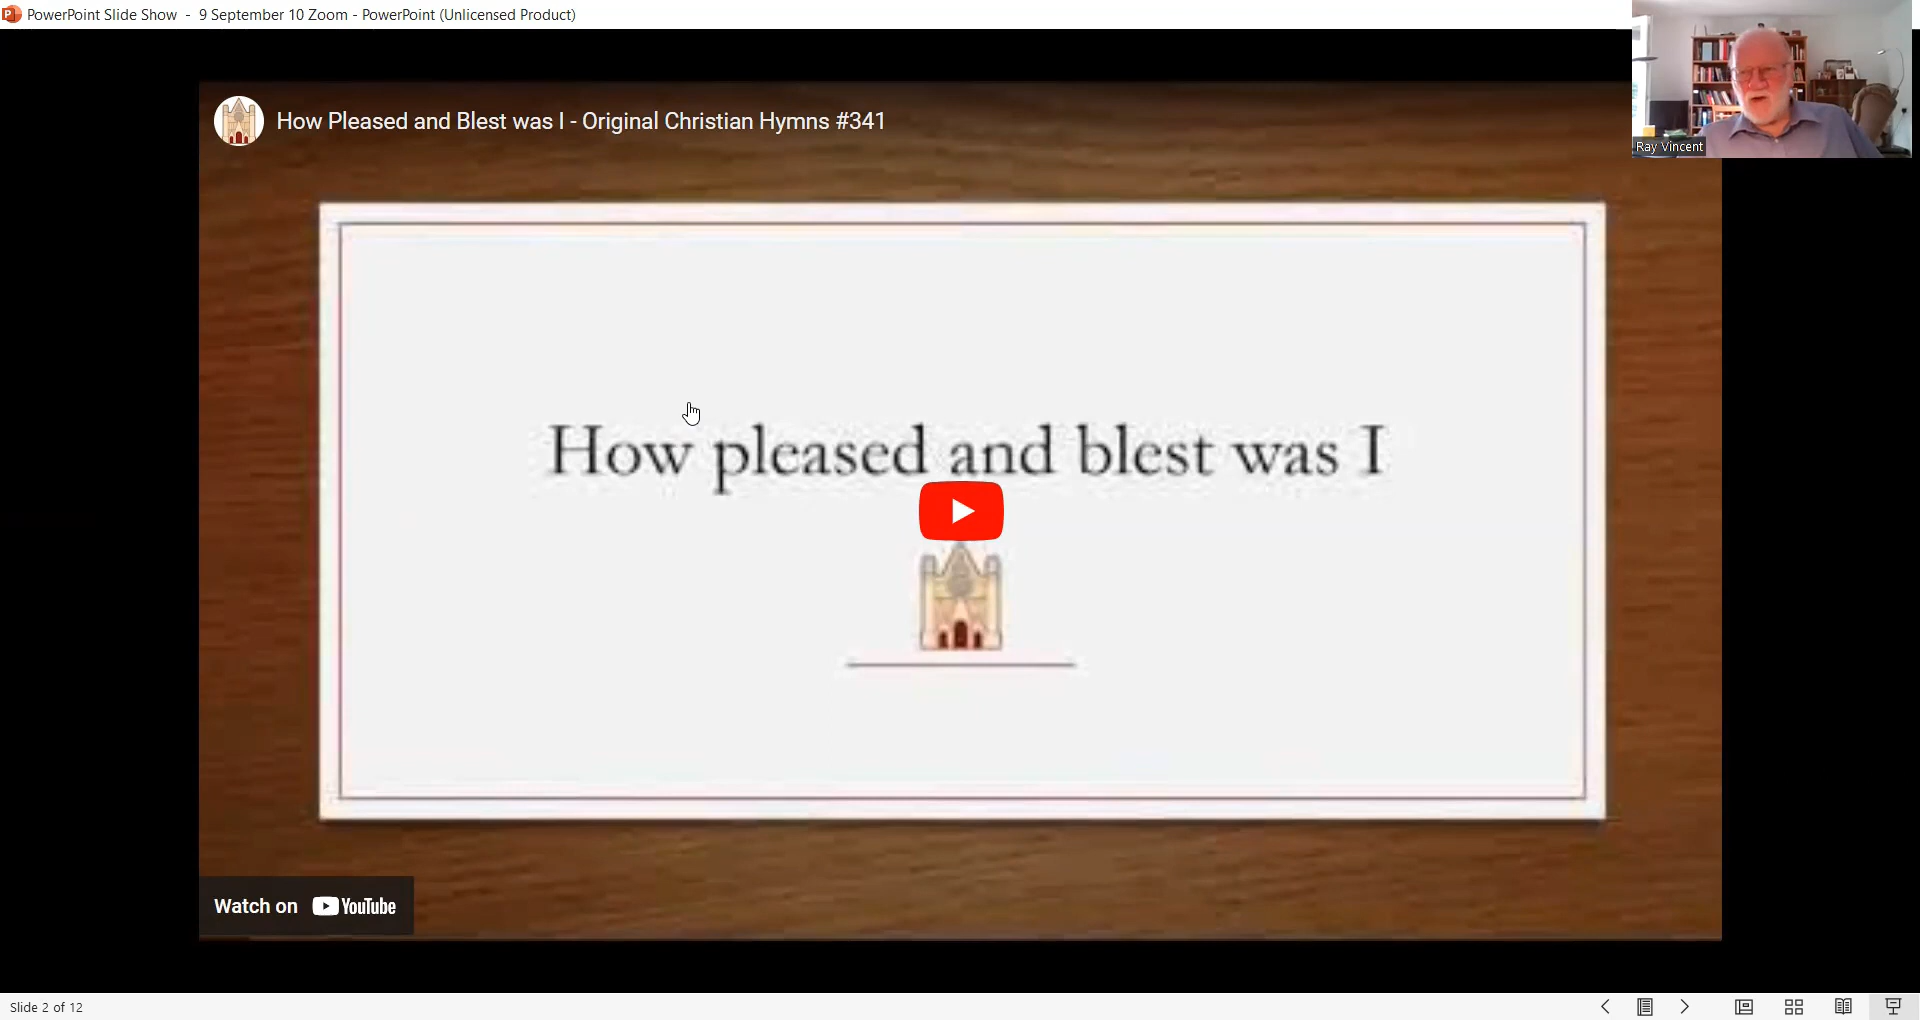 PowerPoint Slide Show - 9 September 10 Zoom - PowerPoint (Unlicensed Product)
Ray Vincent
How Pleased and Blest was I - Original Christian Hymns #341
How pleased and blest was I
Watch on YouTube
Slide 2 of 12